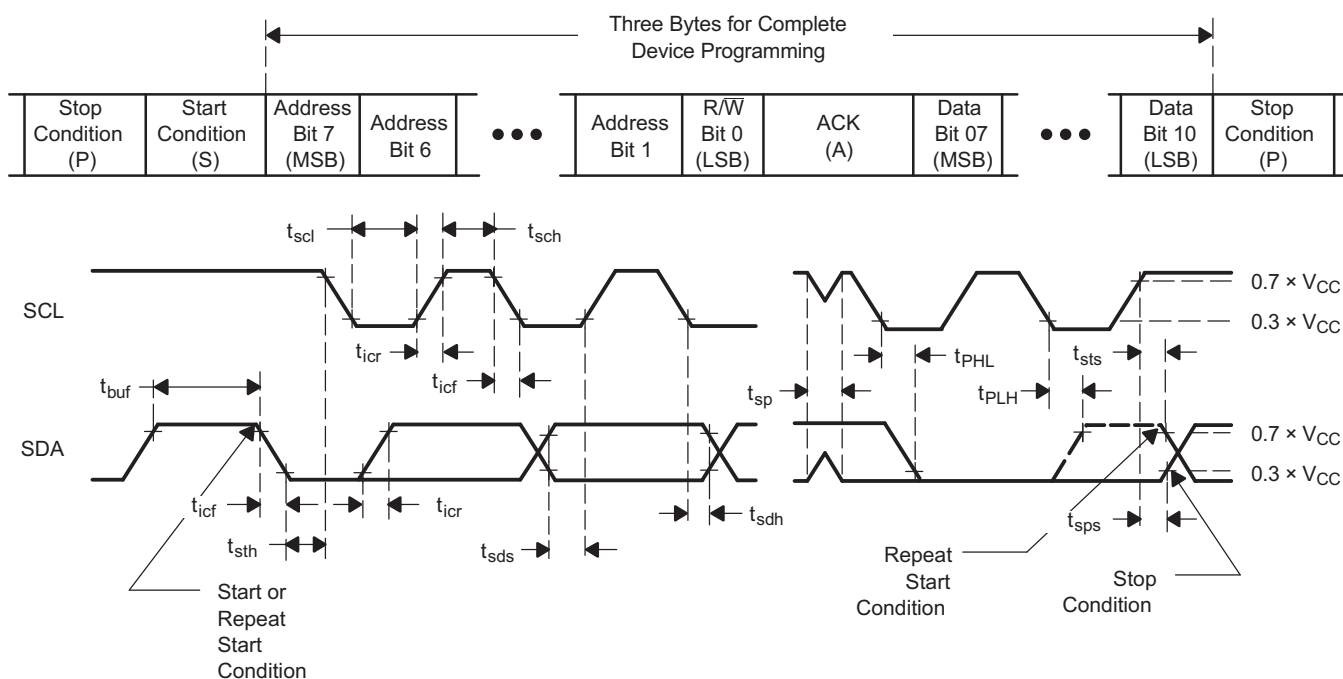 Three Bytes for Complete
Device Programming
Stop
Condition
(P)
Start
Condition
(S)
Address
Bit 7
(MSB)
Address
Bit 6
•••
Address
Bit 1
R/W̅
Bit 0
(LSB)
ACK
(A)
Data
Bit 07
(MSB)
•••
Data
Bit 10
(LSB)
Stop
Condition
(P)
tscl
tsch
SCL
0.7 × VCC
0.3 × VCC
ticr
ticf
tPHL
tsts
tbuf
tsp
tPLH
SDA
0.7 × VCC
0.3 × VCC
ticf
ticr
tsth
tsds
tsdh
tsps
Start or
Repeat
Start
Condition
Repeat
Start
Condition
Stop
Condition